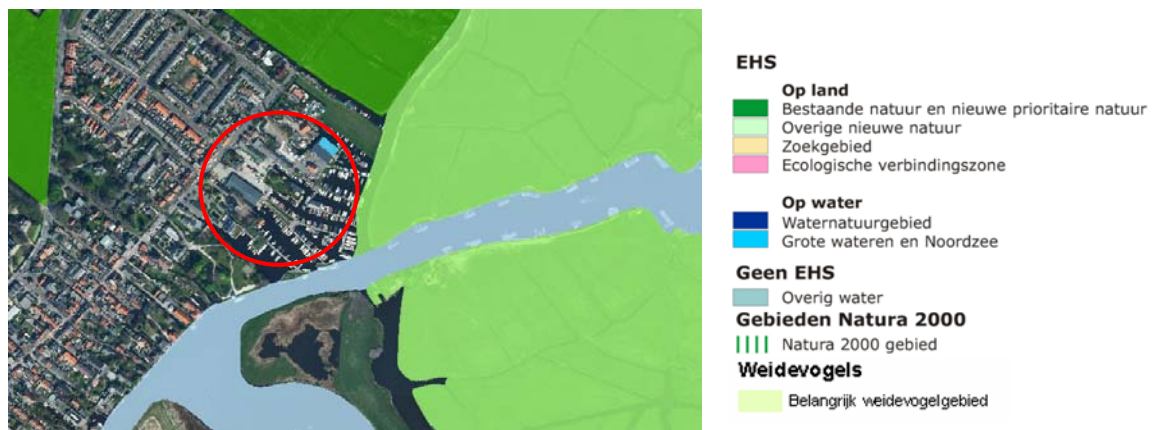 EHS
Op land
Bestaande natuur en nieuwe prioritaire natuur
Overige nieuwe natuur
Zoekgebied
Ecologische verbindingszone
Op water
Waternatuurgebied
Grote wateren en Noordzee
Geen EHS
Overig water
Gebieden Natura 2000
Natura 2000 gebied
Weidevogels
Belangrijk weidevogelgebied